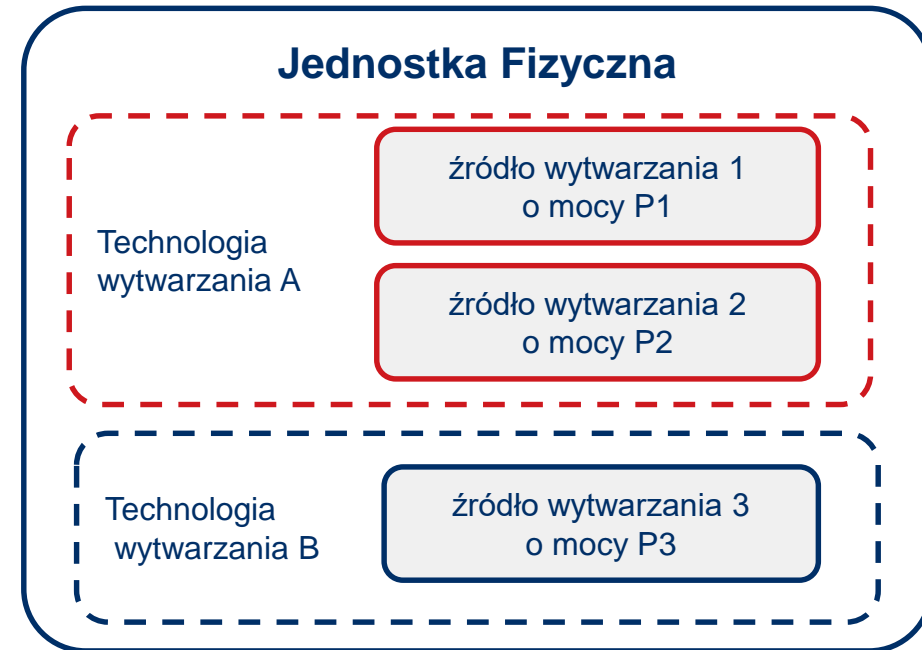 Jednostka Fizyczna
źródło wytwarzania 1
o mocy P1
Technologia
wytwarzania A
źródło wytwarzania 2
o mocy P2
Technologia
wytwarzania B
źródło wytwarzania 3
o mocy P3